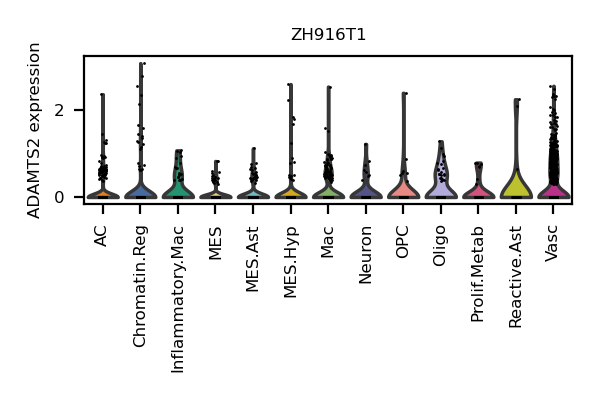 ZH916T1
ADAMTS2 expression
2
0
AC
Chromatin.Reg
Inflammatory.Mac
MES
MES.Ast
MES.Hyp
Mac
Neuron
OPC
Oligo
Prolif.Metab
Reactive.Ast
Vasc